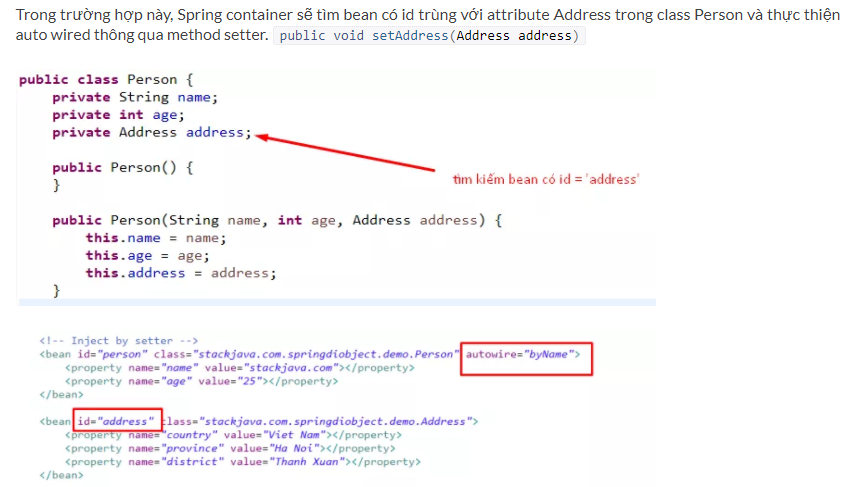 Trong trường hợp này, Spring container sẽ tìm bean có id trùng với attribute Address trong class Person và thực thiện
auto wired thông qua method setter. public void setAddress(Address address)
public class Person {
private String name;
private int age;
private Address address;
public Person() {
}
tìm kiếm bean có id = 'address'
public Person(String name, int age, Address address) {
this.name = name;
this.age = age;
this.address = address;
}
<!-- Inject by setter -->
<bean id="person" class="stackjava.com.springdiobject.demo.Person" autowire="byName">
<property name="name" value="stackjava.com"></property>
<property name="age" value="25"></property>
</bean>
<bean id="address" class="stackjava.com.springdiobject.demo.Address">
<property name="country" value="Viet Nam"></property>
<property name="province" value="Ha Noi"></property>
<property name="district" value="Thanh Xuan"></property>
</bean>